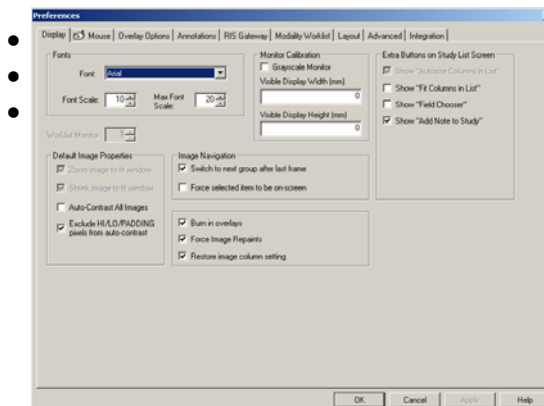 Preferences
Display Mouse Overlay Options Annotations RIS Gateway Modality Worklist Layout Advanced Integration
Fonts
Font: Arial
Font Scale: 10
Max Font Scale: 20
Worklist Monitor 1
Monitor Calibration
Grayscale Monitor
Visible Display Width (mm)
0
Visible Display Height (mm)
0
Extra Buttons on Study List Screen
Show "Autosize Columns in List"
Show "Fit Columns in List"
Show "Field Chooser"
Show "Add Note to Study"
Default Image Properties
Zoom image to fit window
Shrink image to fit window
Auto-Contrast All Images
Exclude HI/LO/PADDING
pixels from auto-contrast
Image Navigation
Switch to next group after last frame
Force selected item to be on-screen
Burn in overlays
Force Image Repaints
Restore image column setting
OK Cancel Apply Help